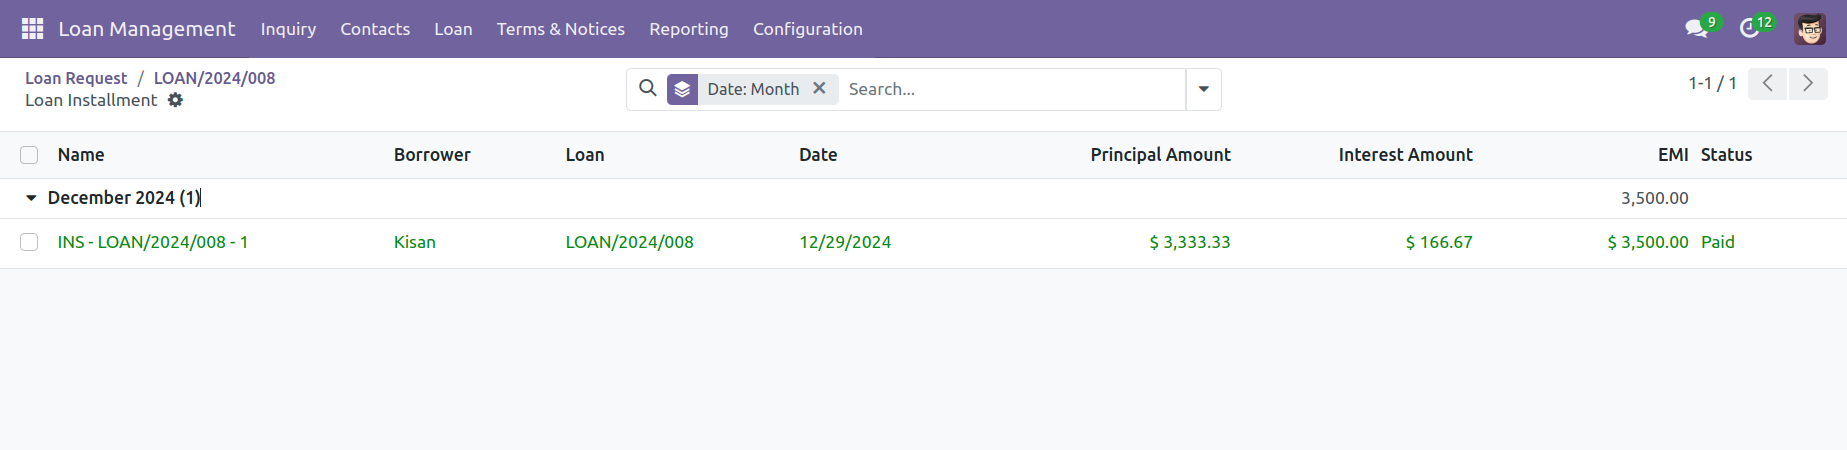 Loan Management Inquiry Contacts Loan Terms & Notices Reporting Configuration 9 12
Loan Request / LOAN/2024/008
Loan Installment
Date: Month Search... 1-1 / 1
Name Borrower Loan Date Principal Amount Interest Amount EMI Status
December 2024 (1) 3,500.00
INS - LOAN/2024/008 - 1 Kisan LOAN/2024/008 12/29/2024 $ 3,333.33 $ 166.67 $ 3,500.00 Paid